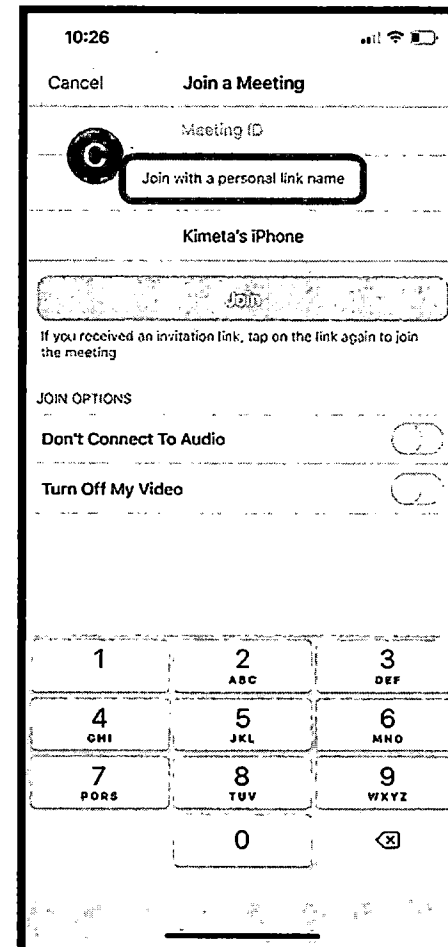 10:26
Cancel Join a Meeting
Meeting ID
C
Join with a personal link name
Kimeta's iPhone
Join
If you received an invitation link, tap on the link again to join
the meeting
JOIN OPTIONS
Don't Connect To Audio
Turn Off My Video
1 2 3
ABC DEF
4 5 6
GHI JKL MNO
7 8 9
PQRS TUV WXYZ
0